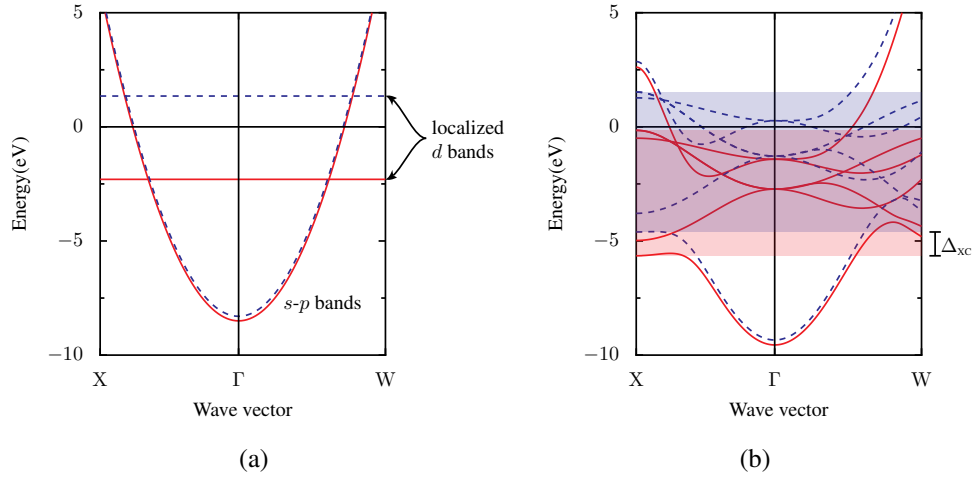 5
0
−5
−10
Energy(eV)
X
Γ
W
Wave vector
localized
d bands
s-p bands
(a)
5
0
−5
−10
Energy(eV)
X
Γ
W
Wave vector
Δxc
(b)